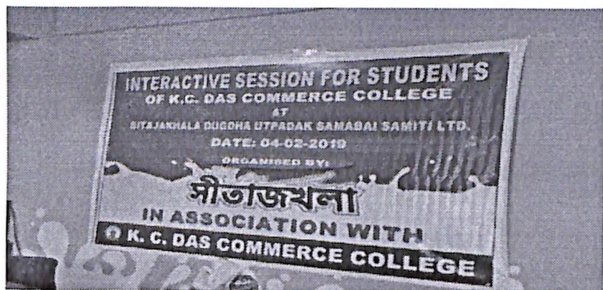 INTERACTIVE SESSION FOR STUDENTS
OF K.C. DAS COMMERCE COLLEGE
AT
SITAJAKHALA DUGDHA UTPADAK SAMABAI SAMITI LTD.
DATE: 04-02-2019
ORGANISED BY:
সীতাজখলা
IN ASSOCIATION WITH
K. C. DAS COMMERCE COLLEGE